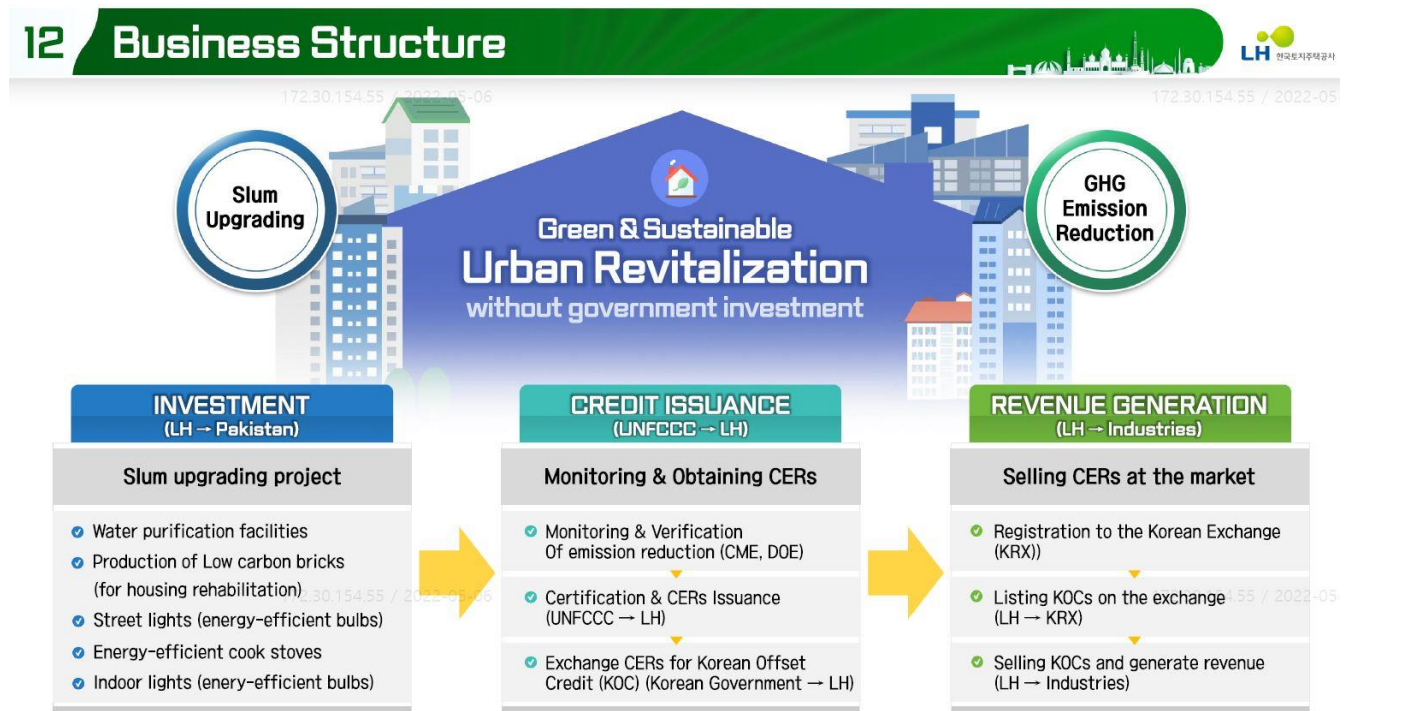 12 Business Structure
LH 한국토지주택공사
172.30.154.55 / 2022-05-06
172.30.154.55 / 2022-05
Slum
Upgrading
GHG
Emission
Reduction
Green & Sustainable
Urban Revitalization
without government investment
INVESTMENT
(LH → Pakistan)
Slum upgrading project
Water purification facilities
Production of Low carbon bricks
(for housing rehabilitation)
Street lights (energy-efficient bulbs)
Energy-efficient cook stoves
Indoor lights (enery-efficient bulbs)
172.30.154.55 / 2022-05-06
CREDIT ISSUANCE
(UNFCCC → LH)
Monitoring & Obtaining CERs
Monitoring & Verification
Of emission reduction (CME, DOE)
Certification & CERs Issuance
(UNFCCC → LH)
Exchange CERs for Korean Offset
Credit (KOC) (Korean Government → LH)
REVENUE GENERATION
(LH → Industries)
Selling CERs at the market
Registration to the Korean Exchange
(KRX))
Listing KOCs on the exchange
(LH → KRX)
Selling KOCs and generate revenue
(LH → Industries)
54.55 / 2022-05